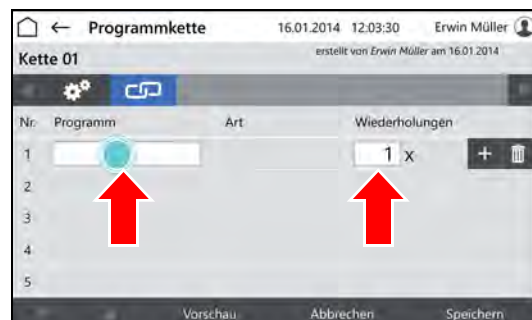 Programmkette 16.01.2014 12:03:30 Erwin Müller
Kette 01 erstellt von Erwin Müller am 16.01.2014
Nr. Programm Art Wiederholungen
1 1 x +
2
3
4
5
Vorschau Abbrechen Speichern